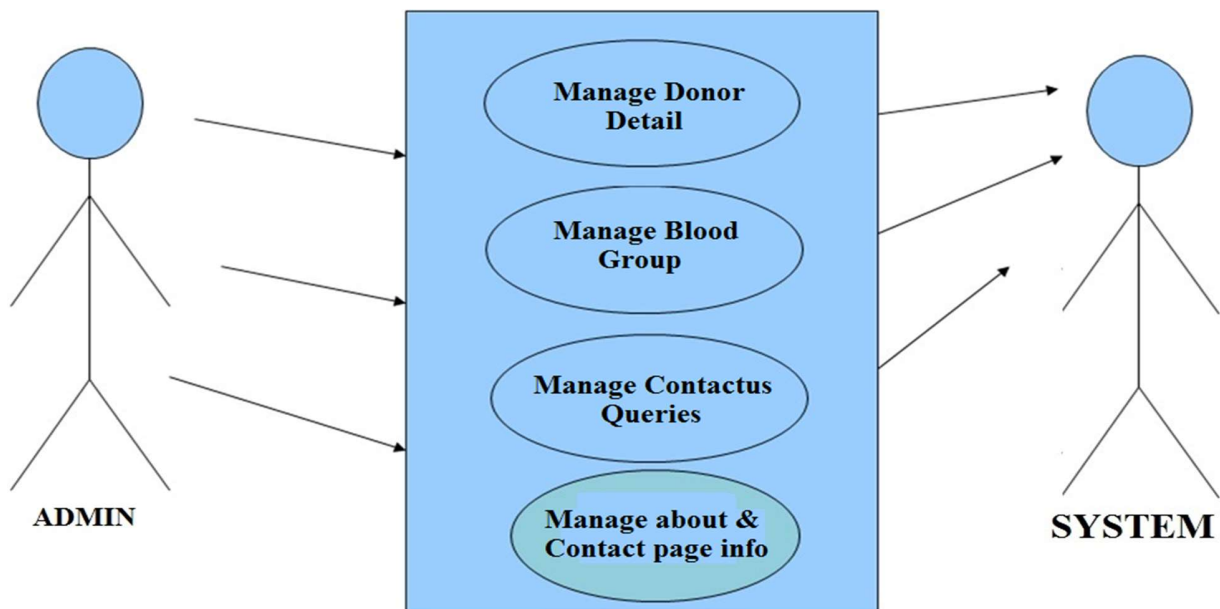 Manage Donor
Detail
Manage Blood
Group
Manage Contactus
Queries
Manage about &
Contact page info
ADMIN
SYSTEM